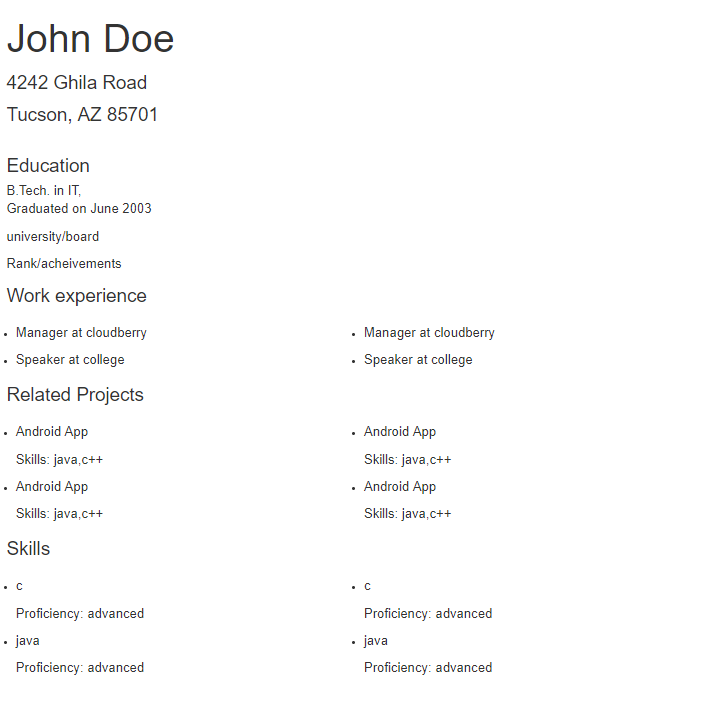 John Doe
4242 Ghila Road
Tucson, AZ 85701
Education
B.Tech. in IT,
Graduated on June 2003
university/board
Rank/acheivements
Work experience
Manager at cloudberry
Speaker at college
Manager at cloudberry
Speaker at college
Related Projects
Android App
Skills: java,c++
Android App
Skills: java,c++
Android App
Skills: java,c++
Android App
Skills: java,c++
Skills
c
Proficiency: advanced
java
Proficiency: advanced
c
Proficiency: advanced
java
Proficiency: advanced